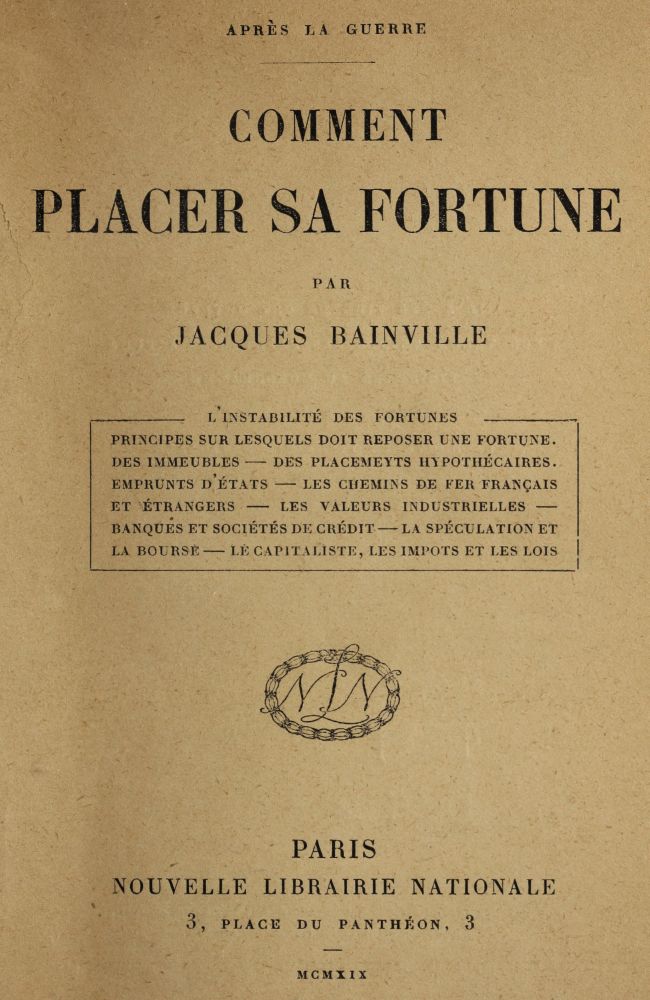 APRÈS LA GUERRE
COMMENT
PLACER SA FORTUNE
PAR
JACQUES BAINVILLE
L'INSTABILITÉ DES FORTUNES
PRINCIPES SUR LESQUELS DOIT REPOSER UNE FORTUNE.
DES IMMEUBLES — DES PLACEMEYTS HYPOTHÉCAIRES.
EMPRUNTS D'ÉTATS — LES CHEMINS DE FER FRANÇAIS
ET ÉTRANGERS — LES VALEURS INDUSTRIELLES —
BANQUES ET SOCIÉTÉS DE CRÉDIT — LA SPÉCULATION ET
LA BOURSE — LE CAPITALISTE, LES IMPOTS ET LES LOIS
NLN
PARIS
NOUVELLE LIBRAIRIE NATIONALE
3, PLACE DU PANTHÉON, 3
MCMXIX